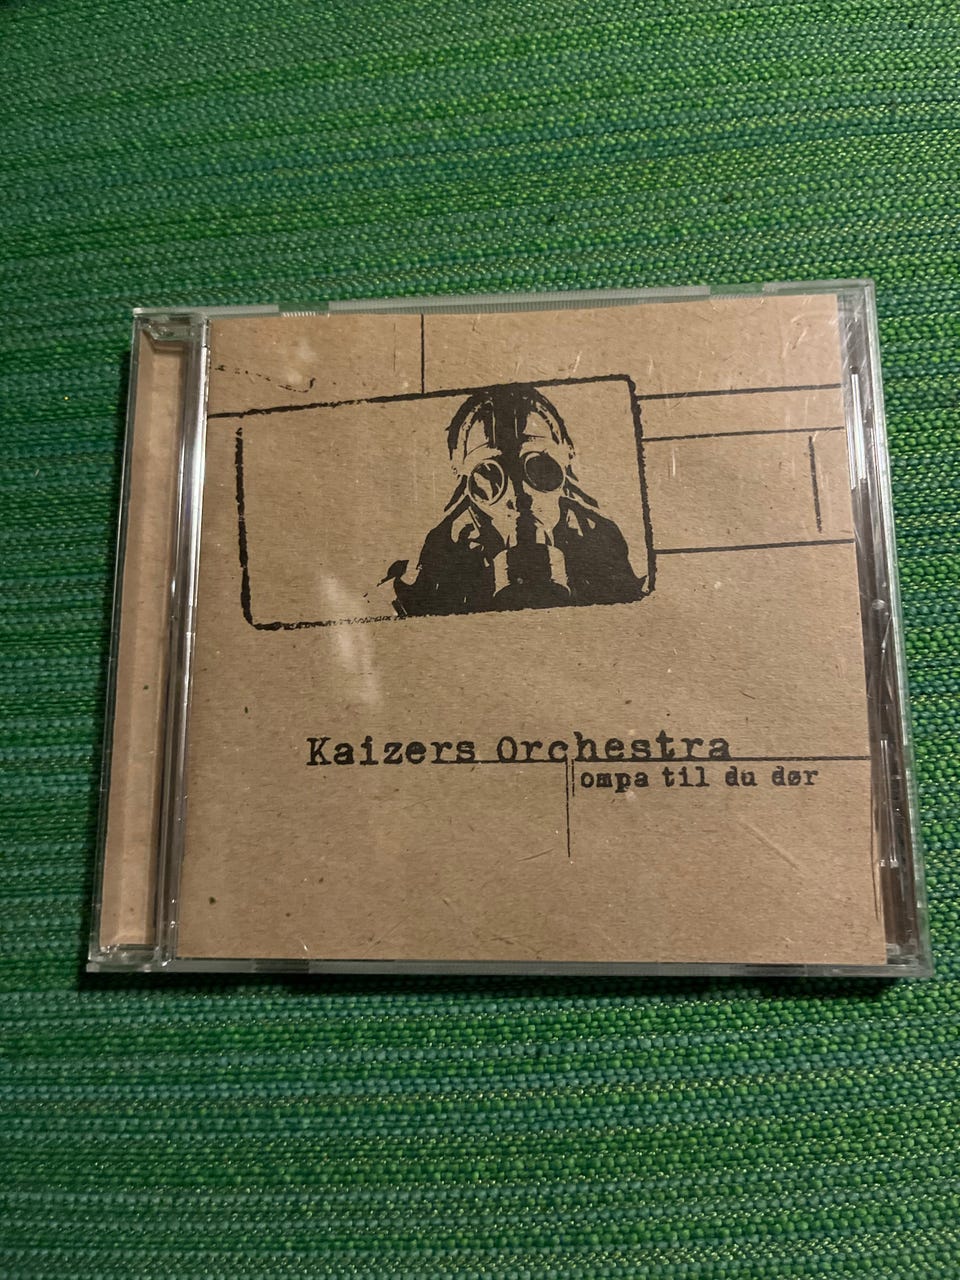 Kaizers Orchestra
ompa til du dør